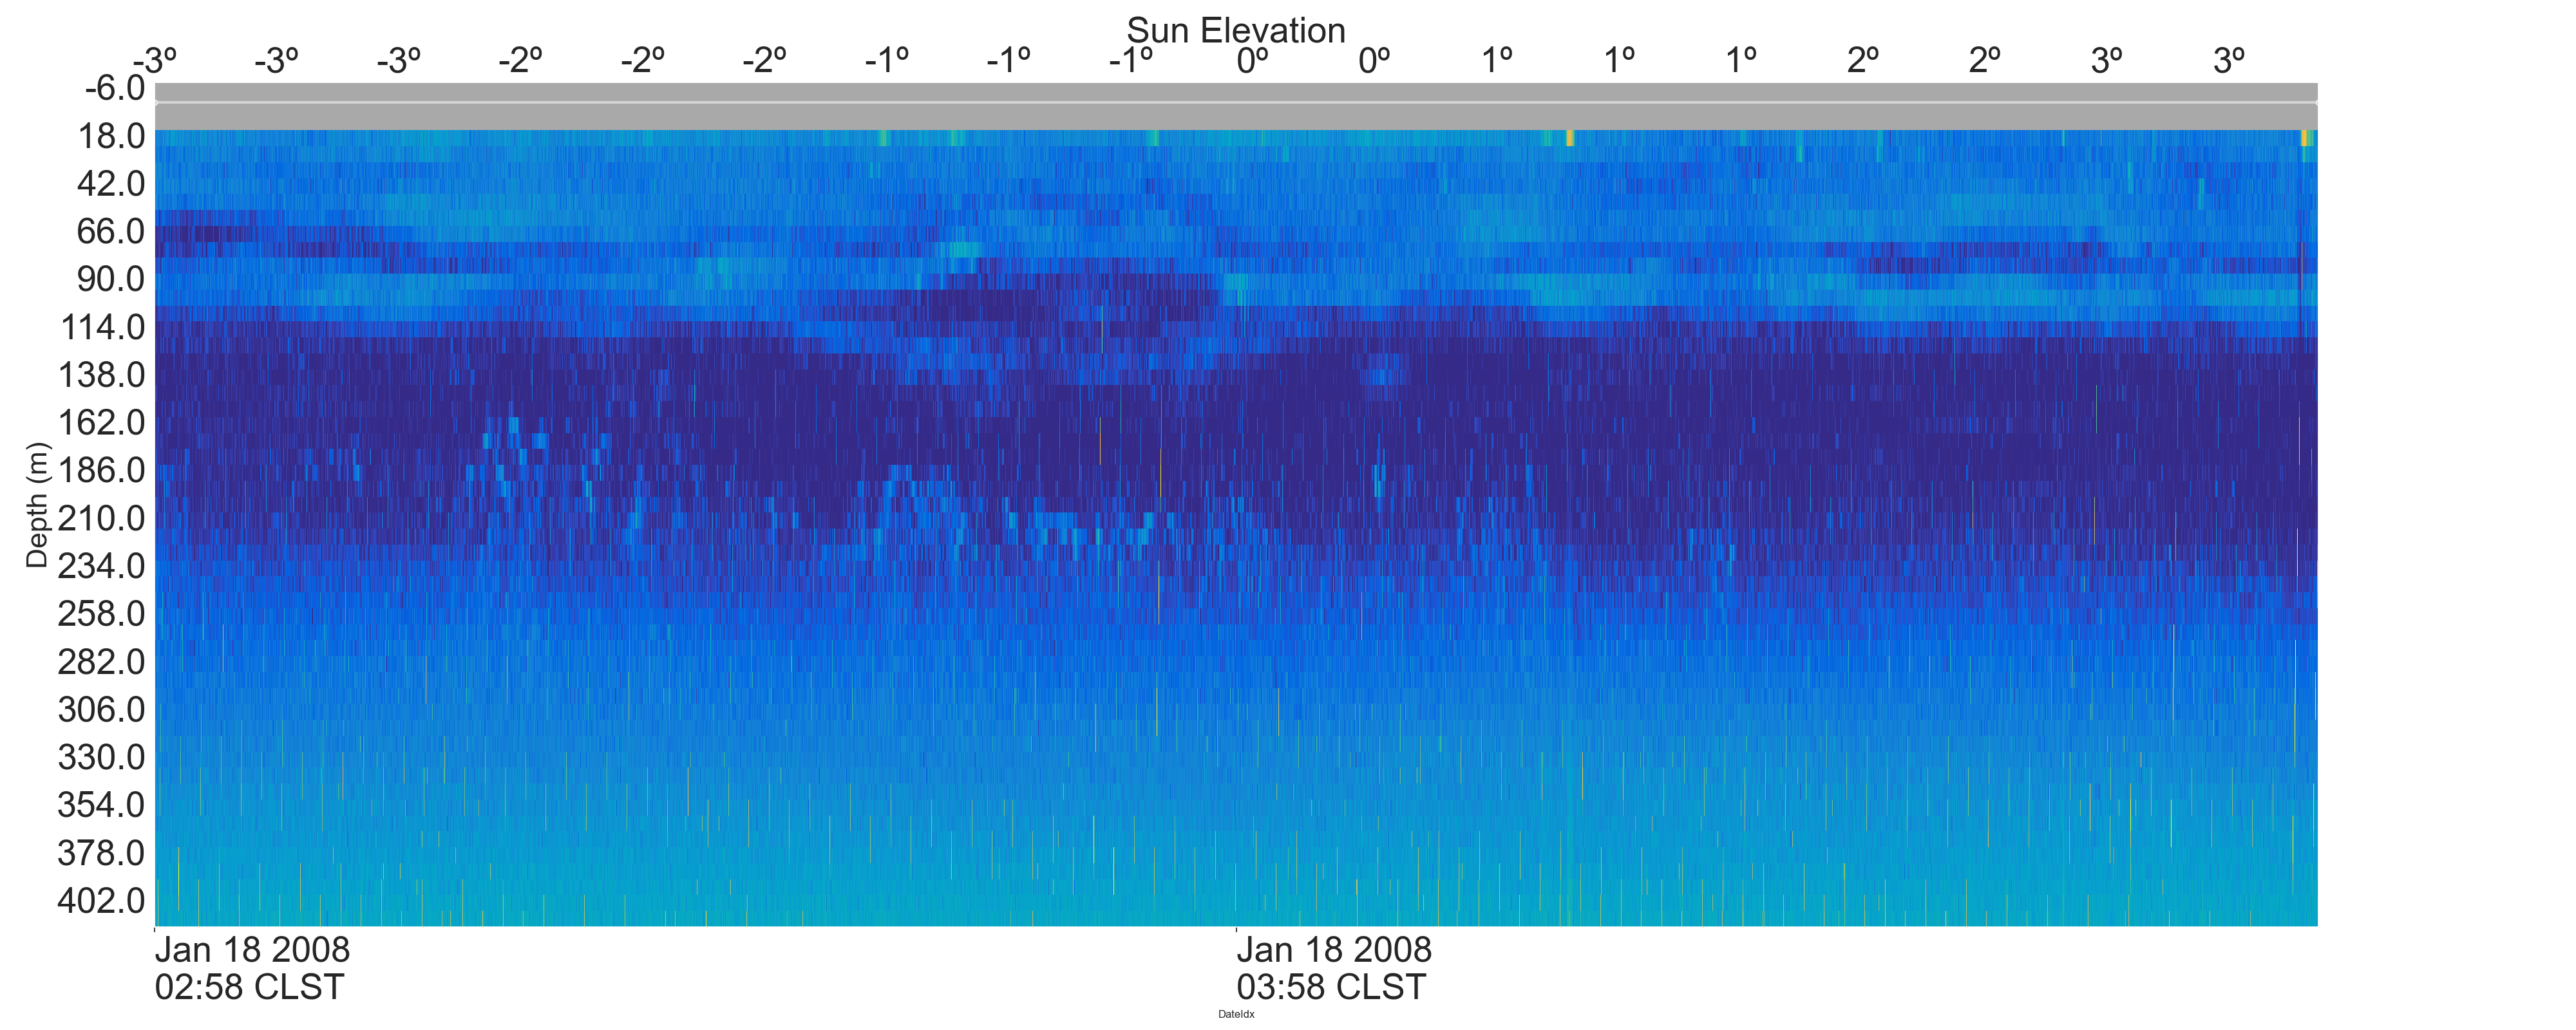 Sun Elevation
-3º -3º -3º -2º -2º -2º -1º -1º -1º 0º 0º 1º 1º 1º 2º 2º 3º 3º
-6.0
18.0
42.0
66.0
90.0
114.0
138.0
162.0
186.0
210.0
234.0
258.0
282.0
306.0
330.0
354.0
378.0
402.0
Depth (m)
Jan 18 2008
02:58 CLST
Jan 18 2008
03:58 CLST
DateIdx